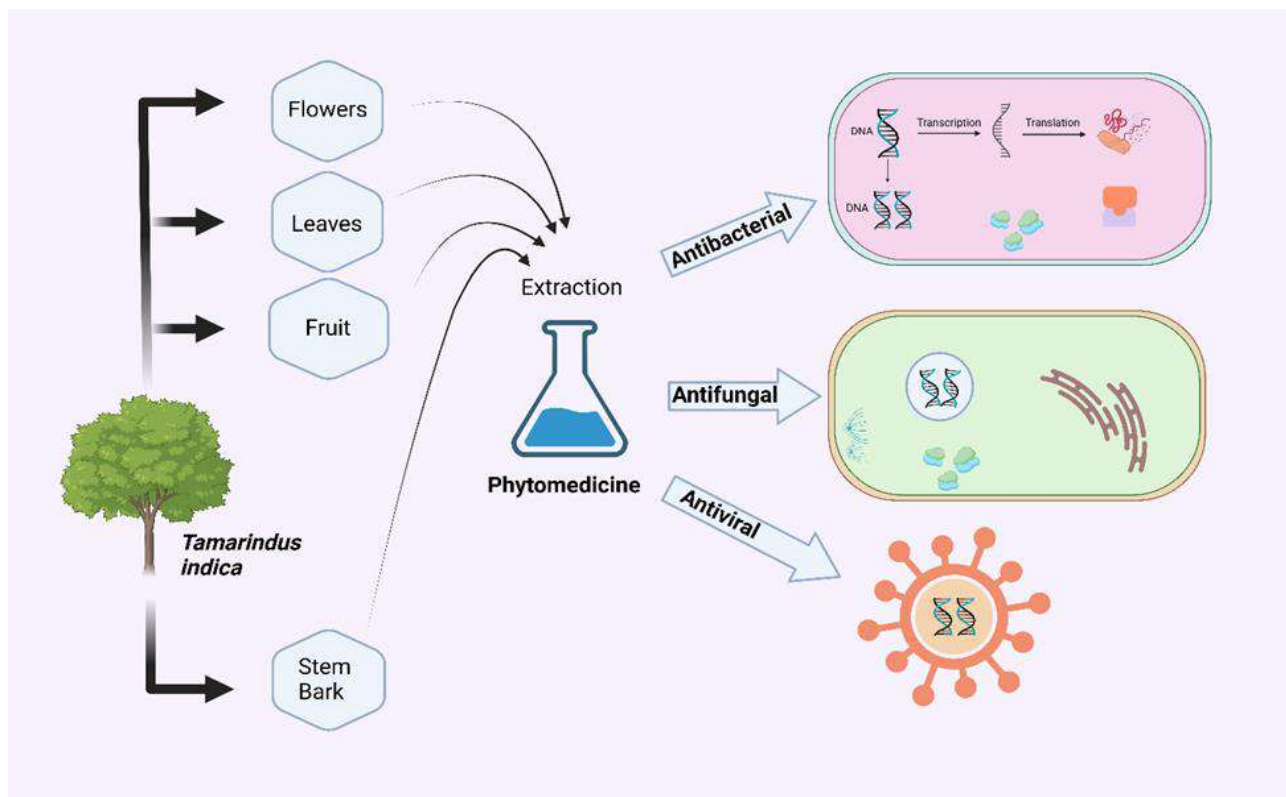 Flowers
Leaves
Fruit
Tamarindus
indica
Stem
Bark
Extraction
Phytomedicine
Antibacterial
Antifungal
Antiviral
DNA
Transcription
Translation
DNA